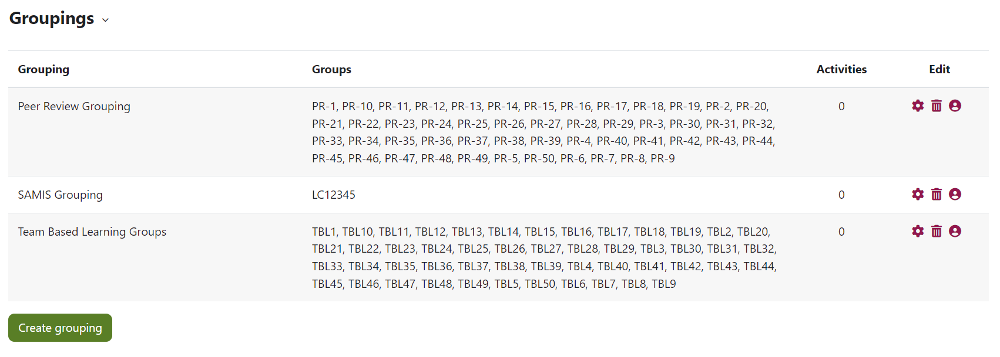 Groupings
Grouping Groups Activities Edit
Peer Review Grouping PR-1, PR-10, PR-11, PR-12, PR-13, PR-14, PR-15, PR-16, PR-17, PR-18, PR-19, PR-2, PR-20, 0
PR-21, PR-22, PR-23, PR-24, PR-25, PR-26, PR-27, PR-28, PR-29, PR-3, PR-30, PR-31, PR-32,
PR-33, PR-34, PR-35, PR-36, PR-37, PR-38, PR-39, PR-4, PR-40, PR-41, PR-42, PR-43, PR-44,
PR-45, PR-46, PR-47, PR-48, PR-49, PR-5, PR-50, PR-6, PR-7, PR-8, PR-9
SAMIS Grouping LC12345 0
Team Based Learning Groups TBL1, TBL10, TBL11, TBL12, TBL13, TBL14, TBL15, TBL16, TBL17, TBL18, TBL19, TBL2, TBL20, 0
TBL21, TBL22, TBL23, TBL24, TBL25, TBL26, TBL27, TBL28, TBL29, TBL3, TBL30, TBL31, TBL32,
TBL33, TBL34, TBL35, TBL36, TBL37, TBL38, TBL39, TBL4, TBL40, TBL41, TBL42, TBL43, TBL44,
TBL45, TBL46, TBL47, TBL48, TBL49, TBL5, TBL50, TBL6, TBL7, TBL8, TBL9
Create grouping